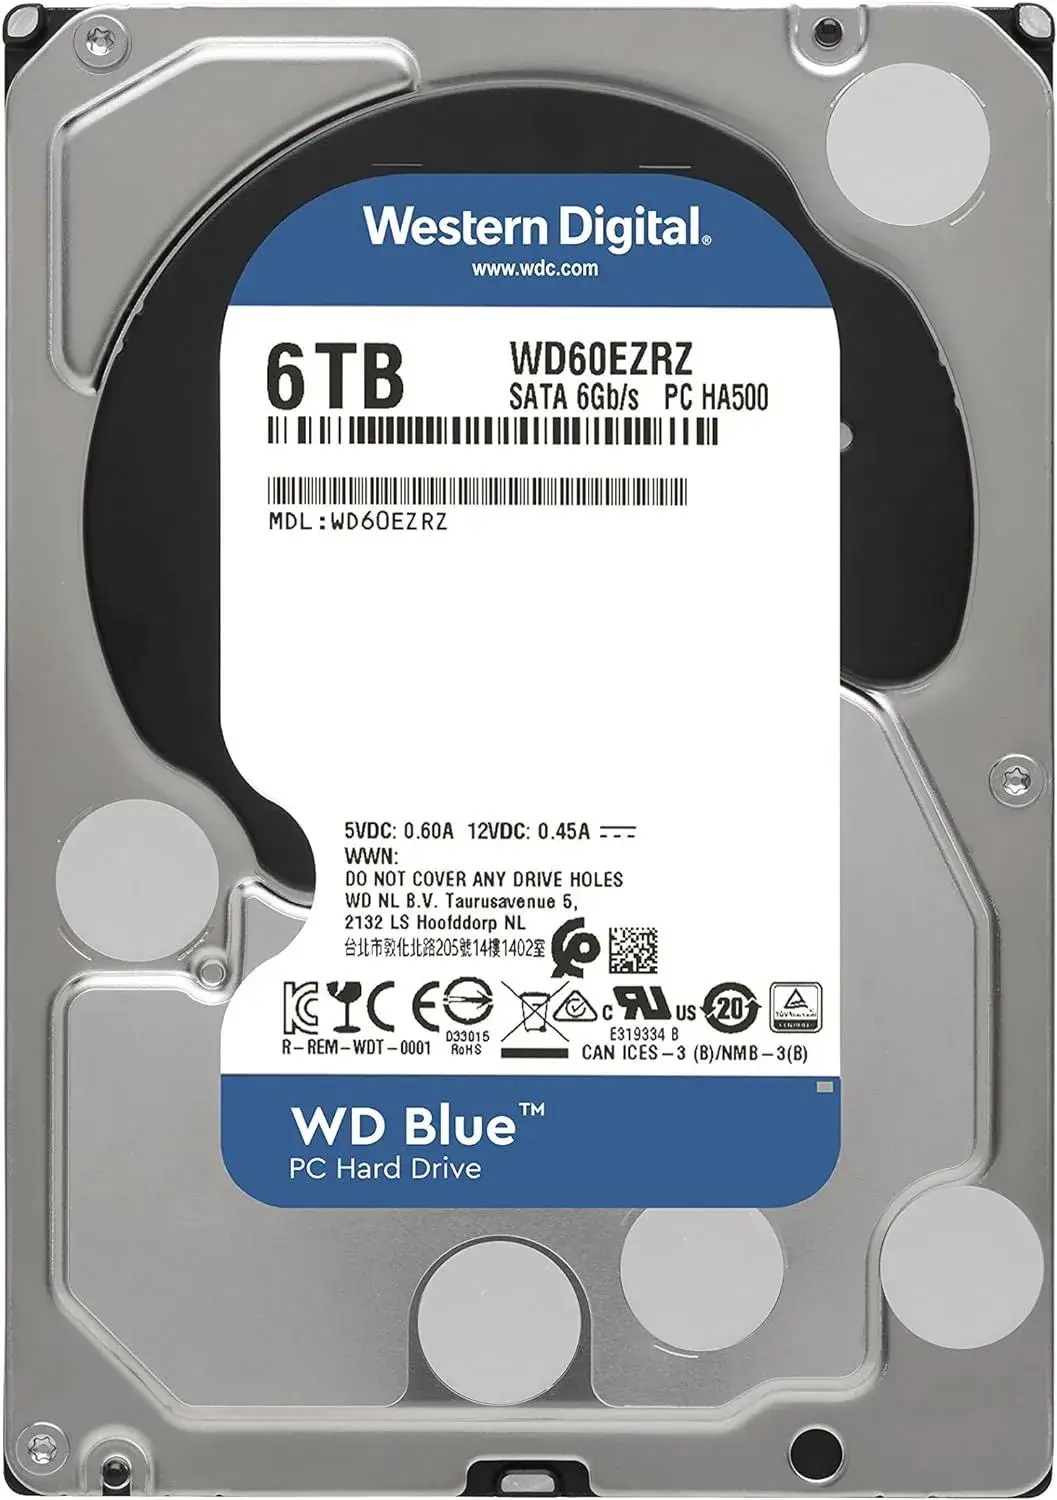 Western Digital®
www.wdc.com
6TB
WD60EZRZ
SATA 6Gb/s PC HA500
MDL:WD60EZRZ
5VDC: 0.60A 12VDC: 0.45A
WWN:
DO NOT COVER ANY DRIVE HOLES
WD NL B.V. Taurusavenue 5,
2132 LS Hoofddorp NL
台北市敦化北路205號14樓1402室
R-REM-WDT-0001
D33015
RoHS
C US
20
E319334 B
CAN ICES-3 (B)/NMB-3(B)
WD Blue™
PC Hard Drive